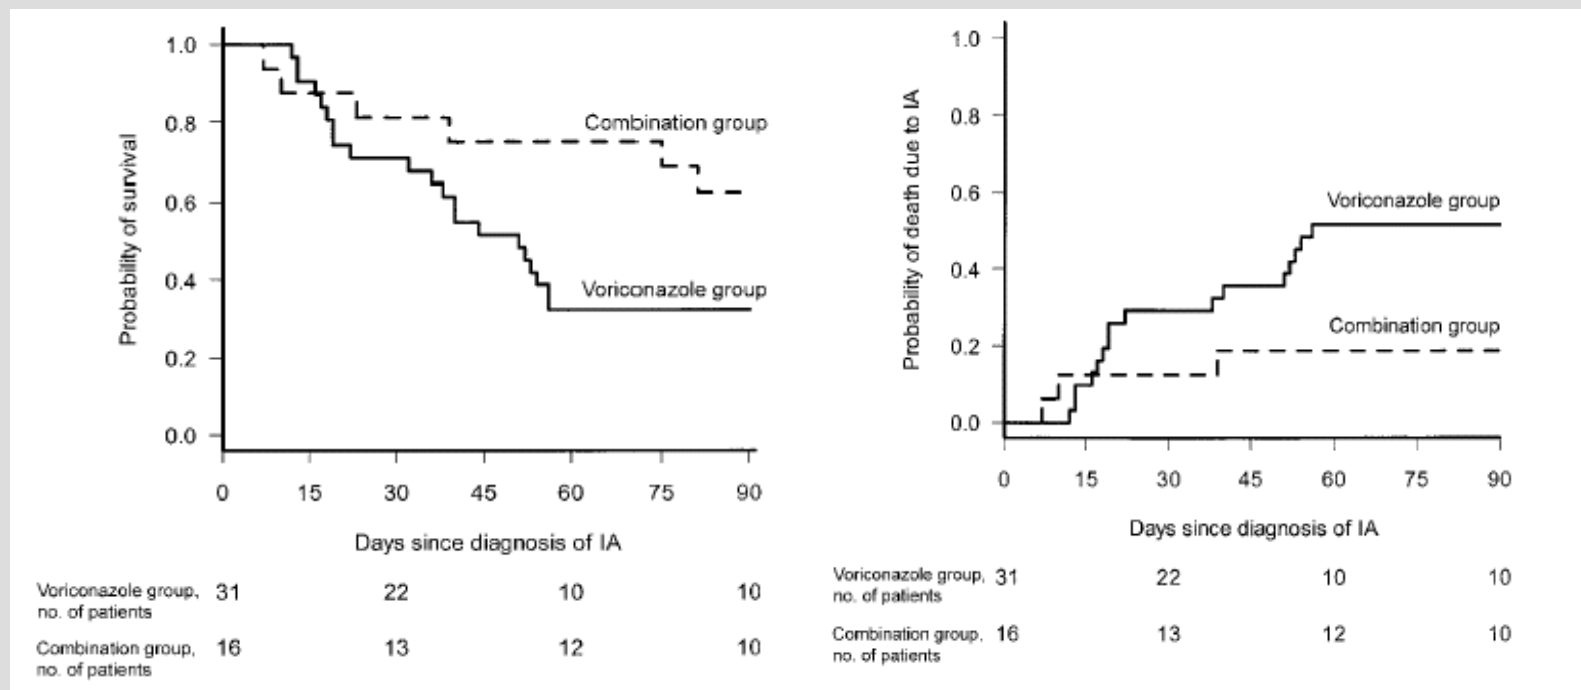 1.0
0.8
0.6
0.4
0.2
0.0
Probability of survival
Combination group
Voriconazole group
0 15 30 45 60 75 90
Days since diagnosis of IA
Voriconazole group, 31 22 10 10
no. of patients
Combination group, 16 13 12 10
no. of patients
1.0
0.8
0.6
0.4
0.2
0.0
Probability of death due to IA
Voriconazole group
Combination group
0 15 30 45 60 75 90
Days since diagnosis of IA
Voriconazole group, 31 22 10 10
no. of patients
Combination group, 16 13 12 10
no. of patients